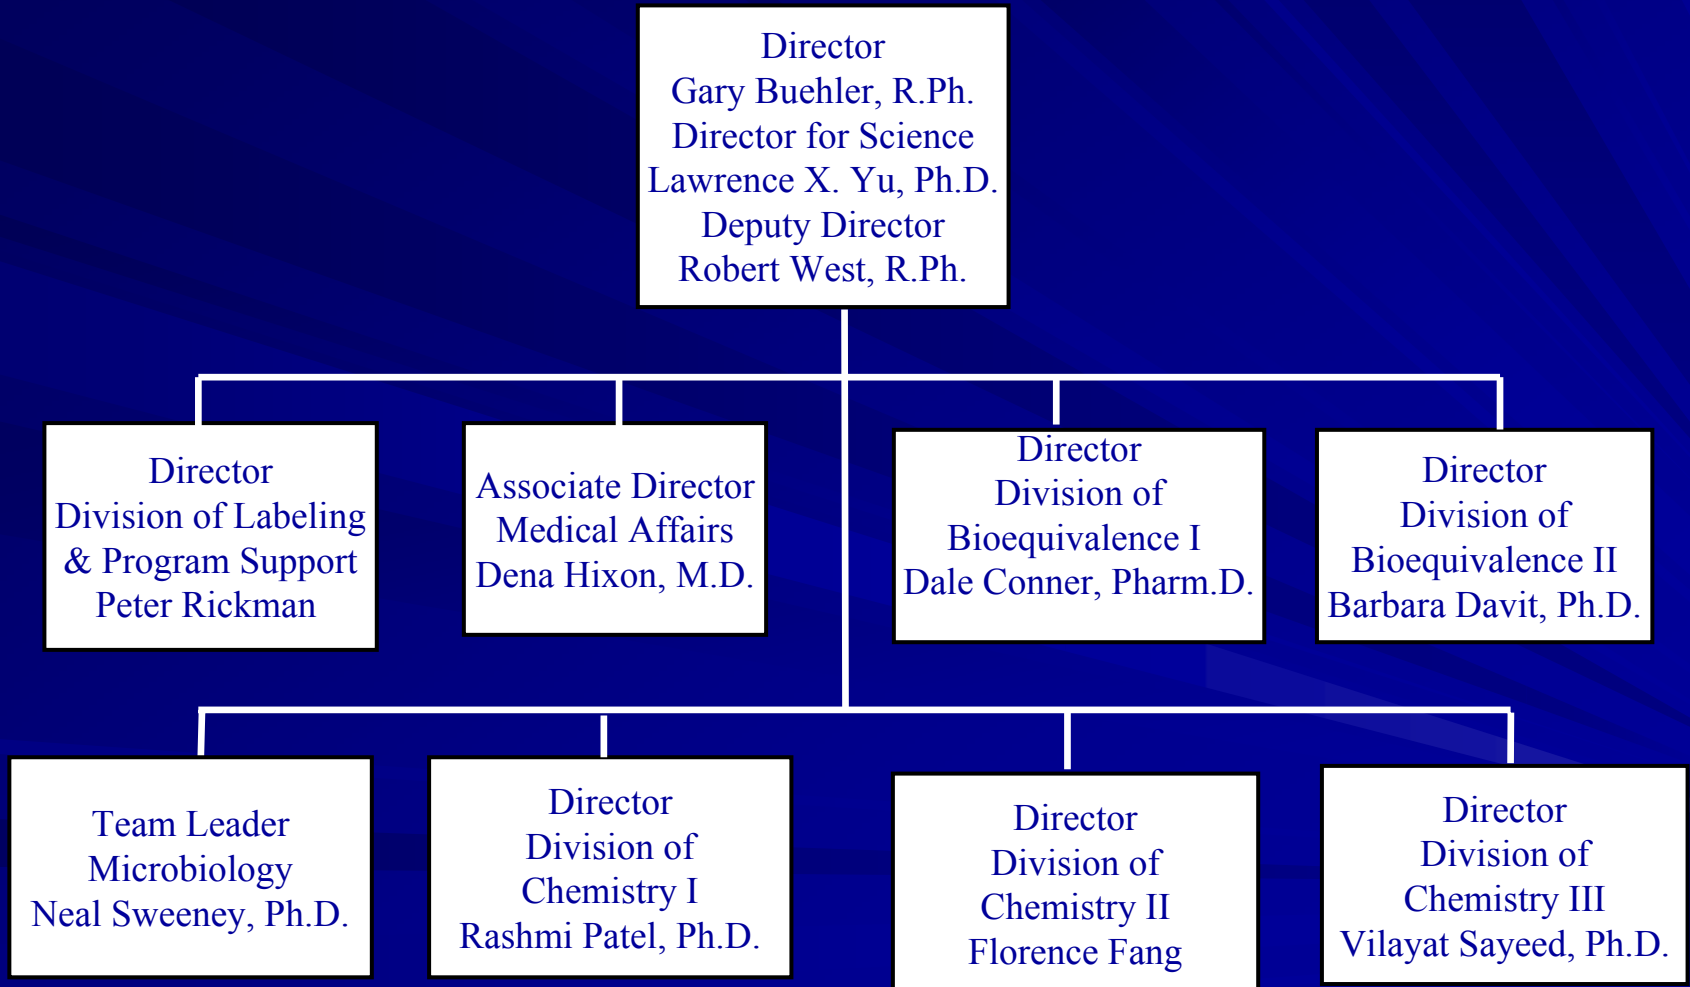 Director
Gary Buehler, R.Ph.
Director for Science
Lawrence X. Yu, Ph.D.
Deputy Director
Robert West, R.Ph.
Director
Division of Labeling
& Program Support
Peter Rickman
Associate Director
Medical Affairs
Dena Hixon, M.D.
Director
Division of
Bioequivalence I
Dale Conner, Pharm.D.
Director
Division of
Bioequivalence II
Barbara Davit, Ph.D.
Team Leader
Microbiology
Neal Sweeney, Ph.D.
Director
Division of
Chemistry I
Rashmi Patel, Ph.D.
Director
Division of
Chemistry II
Florence Fang
Director
Division of
Chemistry III
Vilayat Sayeed, Ph.D.